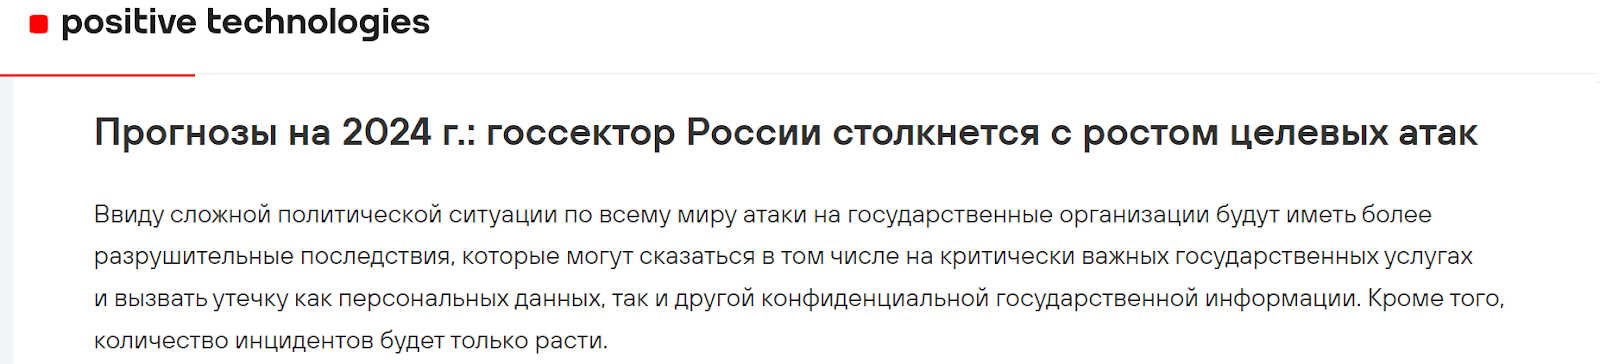 positive technologies
Прогнозы на 2024 г.: госсектор России столкнется с ростом целевых атак
Ввиду сложной политической ситуации по всему миру атаки на государственные организации будут иметь более
разрушительные последствия, которые могут сказаться в том числе на критически важных государственных услугах
и вызвать утечку как персональных данных, так и другой конфиденциальной государственной информации. Кроме того,
количество инцидентов будет только расти.